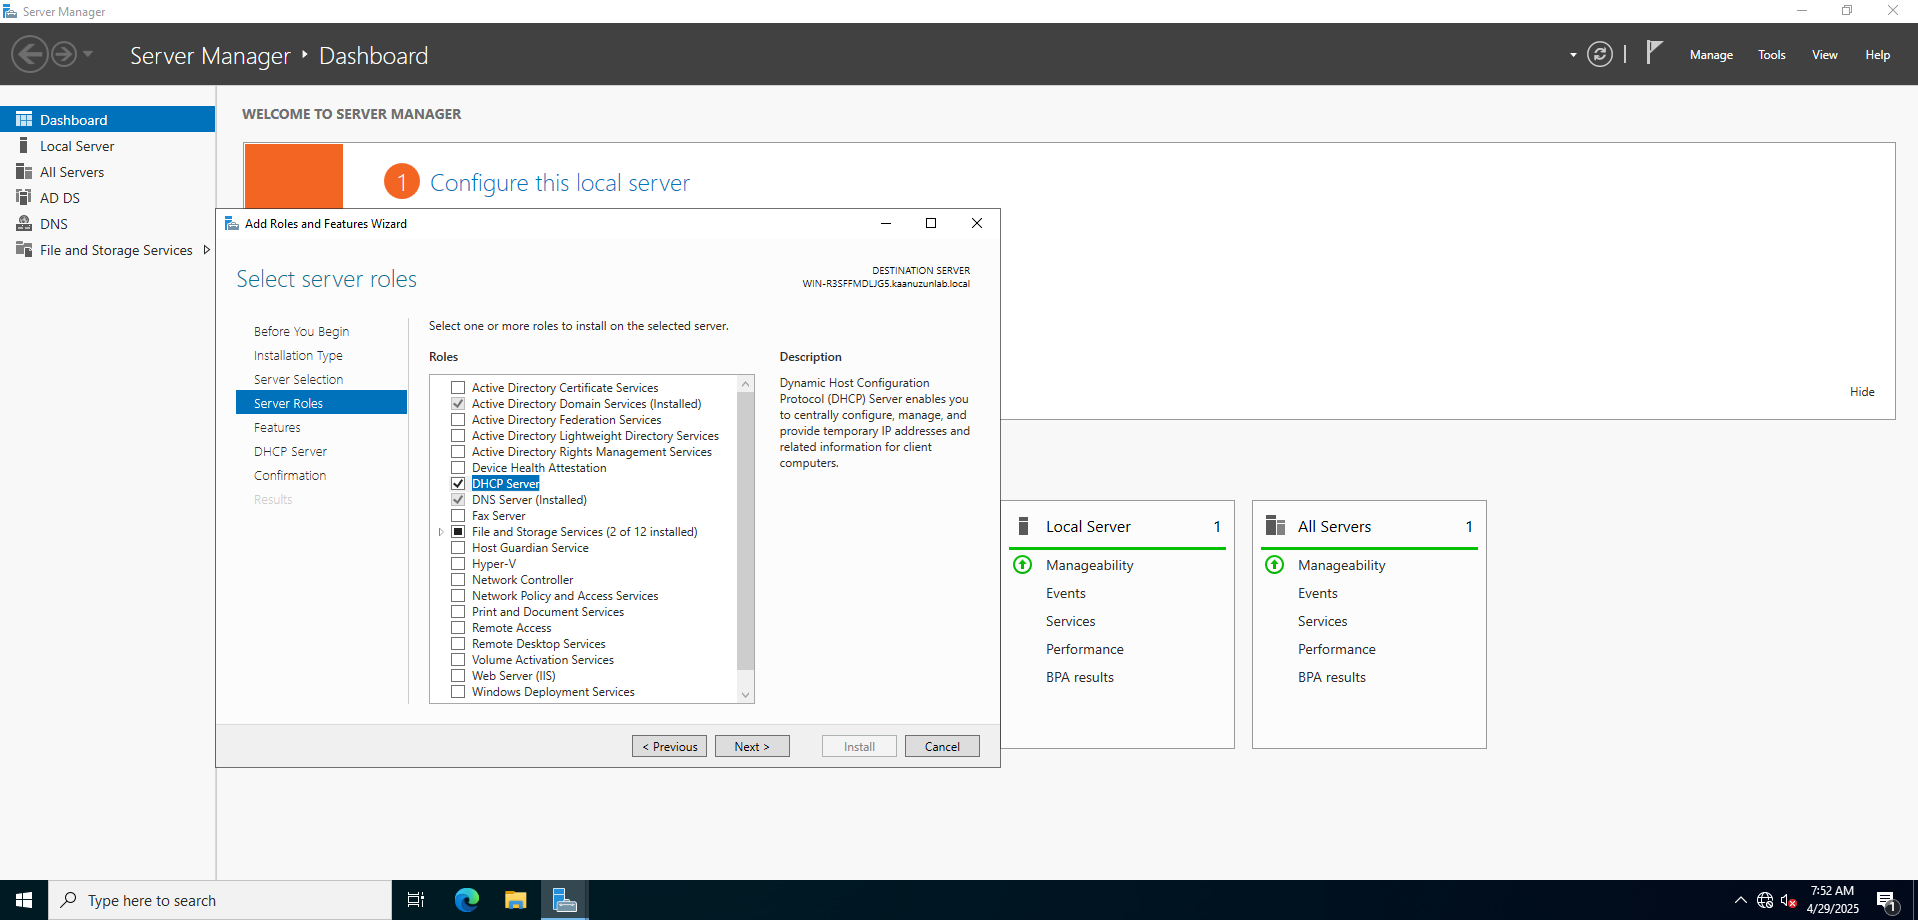 Server Manager
Server Manager ‣ Dashboard
Manage Tools View Help
Dashboard
Local Server
All Servers
AD DS
DNS
File and Storage Services
WELCOME TO SERVER MANAGER
1 Configure this local server
Hide
Add Roles and Features Wizard
Select server roles
DESTINATION SERVER
WIN-R3SFFMDLJG5.kaanuzunlab.local
Before You Begin
Installation Type
Server Selection
Server Roles
Features
DHCP Server
Confirmation
Results
Select one or more roles to install on the selected server.
Roles
Active Directory Certificate Services
Active Directory Domain Services (Installed)
Active Directory Federation Services
Active Directory Lightweight Directory Services
Active Directory Rights Management Services
Device Health Attestation
DHCP Server
DNS Server (Installed)
Fax Server
File and Storage Services (2 of 12 installed)
Host Guardian Service
Hyper-V
Network Controller
Network Policy and Access Services
Print and Document Services
Remote Access
Remote Desktop Services
Volume Activation Services
Web Server (IIS)
Windows Deployment Services
Description
Dynamic Host Configuration
Protocol (DHCP) Server enables you
to centrally configure, manage, and
provide temporary IP addresses and
related information for client
computers.
< Previous Next > Install Cancel
Local Server 1
Manageability
Events
Services
Performance
BPA results
All Servers 1
Manageability
Events
Services
Performance
BPA results
Type here to search
7:52 AM
4/29/2025
1